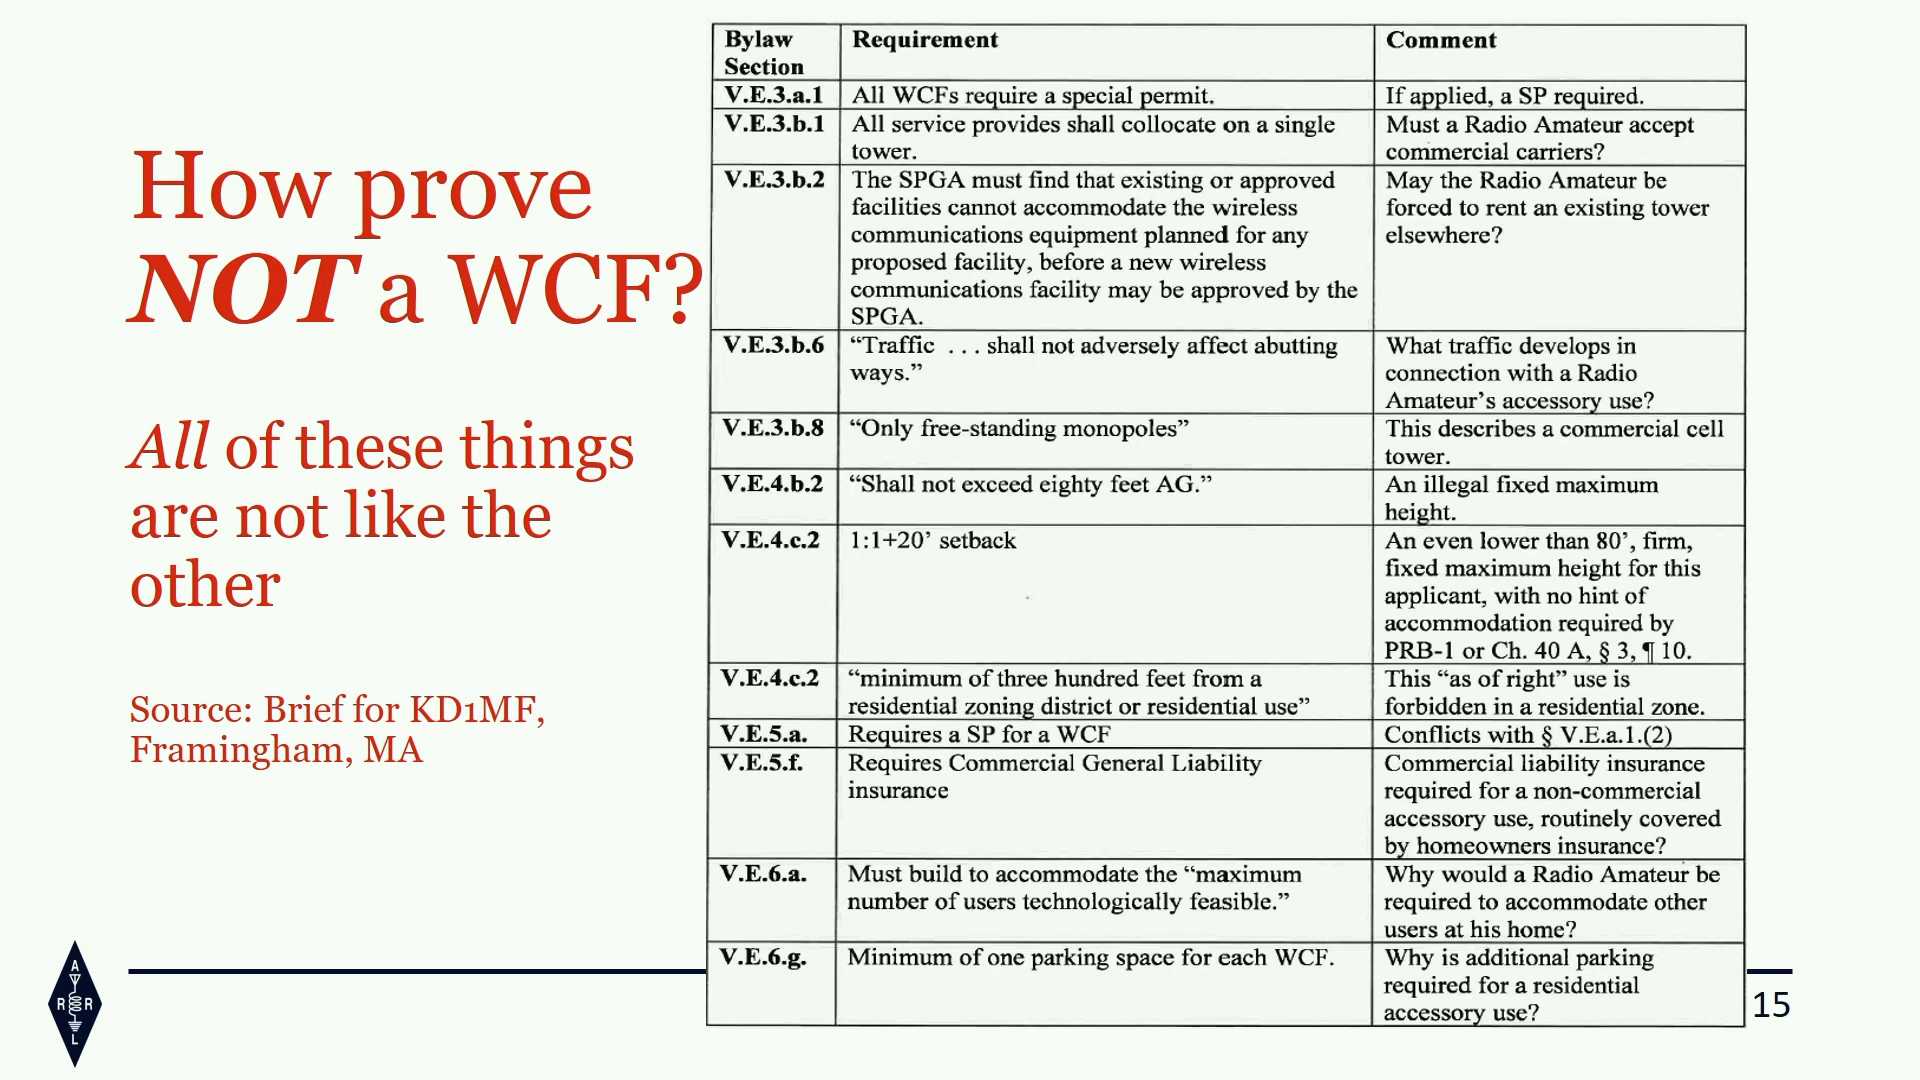 How prove
NOT a WCF?
All of these things
are not like the
other
Source: Brief for KD1MF,
Framingham, MA
Bylaw
Section
Requirement
Comment
V.E.3.a.1
All WCFs require a special permit.
If applied, a SP required.
V.E.3.b.1
All service provides shall collocate on a single
tower.
Must a Radio Amateur accept
commercial carriers?
V.E.3.b.2
The SPGA must find that existing or approved
facilities cannot accommodate the wireless
communications equipment planned for any
proposed facility, before a new wireless
communications facility may be approved by the
SPGA.
May the Radio Amateur be
forced to rent an existing tower
elsewhere?
V.E.3.b.6
“Traffic . . . shall not adversely affect abutting
ways.”
What traffic develops in
connection with a Radio
Amateur’s accessory use?
V.E.3.b.8
“Only free-standing monopoles”
This describes a commercial cell
tower.
V.E.4.b.2
“Shall not exceed eighty feet AG.”
An illegal fixed maximum
height.
V.E.4.c.2
1:1+20’ setback
An even lower than 80’, firm,
fixed maximum height for this
applicant, with no hint of
accommodation required by
PRB-1 or Ch. 40 A, § 3, ¶ 10.
V.E.4.c.2
“minimum of three hundred feet from a
residential zoning district or residential use”
This “as of right” use is
forbidden in a residential zone.
V.E.5.a.
Requires a SP for a WCF
Conflicts with § V.E.a.1.(2)
V.E.5.f.
Requires Commercial General Liability
insurance
Commercial liability insurance
required for a non-commercial
accessory use, routinely covered
by homeowners insurance?
V.E.6.a.
Must build to accommodate the “maximum
number of users technologically feasible.”
Why would a Radio Amateur be
required to accommodate other
users at his home?
V.E.6.g.
Minimum of one parking space for each WCF.
Why is additional parking
required for a residential
accessory use?
A
R R
L
15